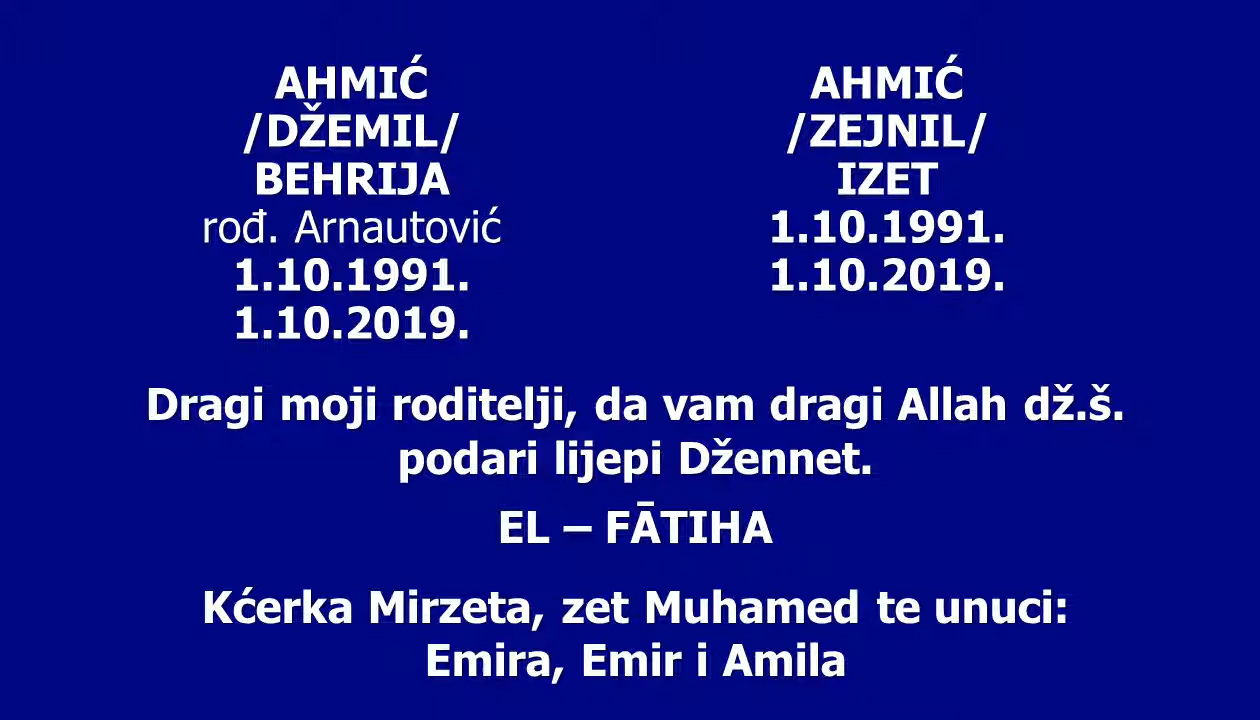 AHMIĆ
/DŽEMIL/
BEHRIJA
rođ. Arnautović
1.10.1991.
1.10.2019.
AHMIĆ
/ZEJNIL/
IZET
1.10.1991.
1.10.2019.
Dragi moji roditelji, da vam dragi Allah dž.š.
podari lijepi Džennet.
EL – FĀTIHA
Kćerka Mirzeta, zet Muhamed te unuci:
Emira, Emir i Amila